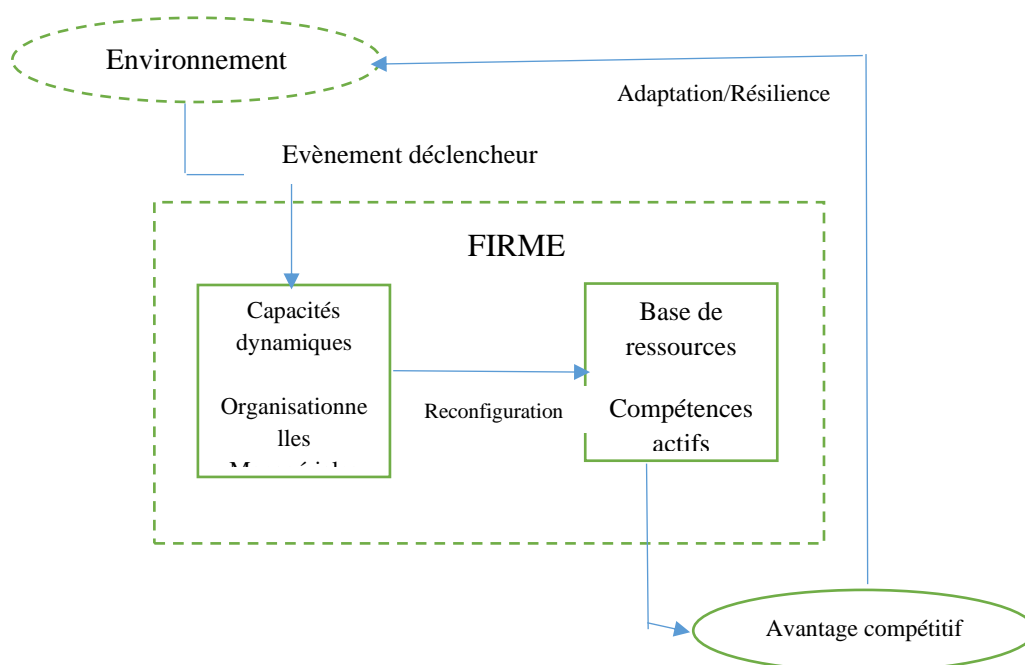 Environnement
Adaptation/Résilience
Evènement déclencheur
FIRME
Capacités
dynamiques
Organisationne
lles
Base de
ressources
Compétences
actifs
Reconfiguration
Avantage compétitif